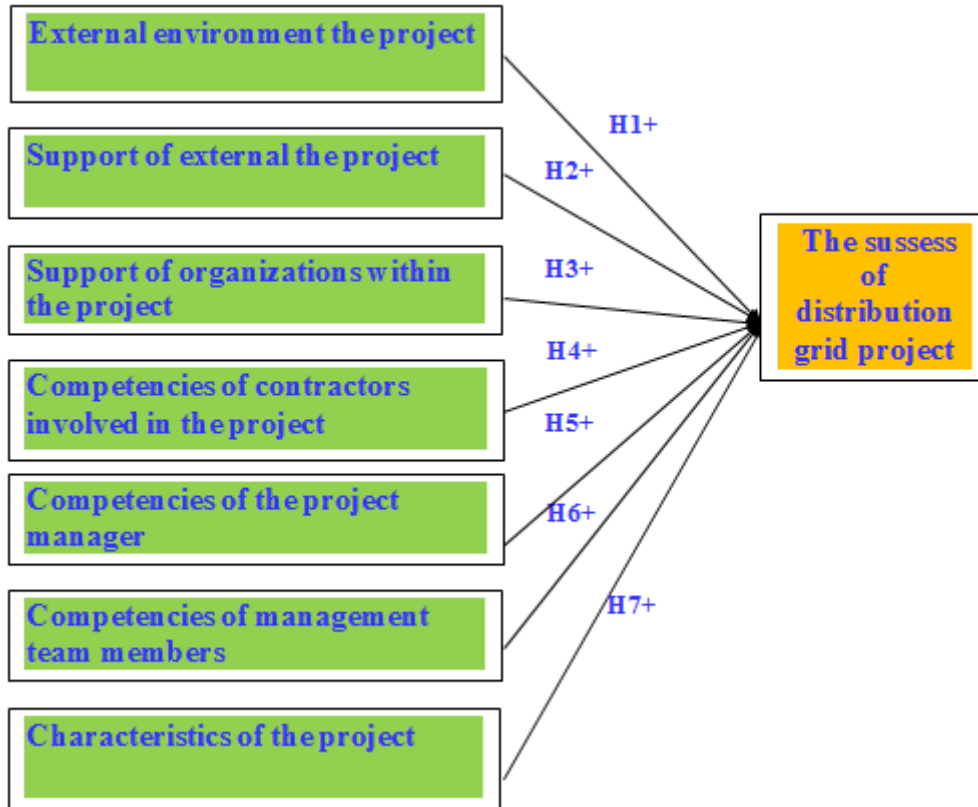 External environment the project
Support of external the project
Support of organizations within
the project
Competencies of contractors
involved in the project
Competencies of the project
manager
Competencies of management
team members
Characteristics of the project
H1+
H2+
H3+
H4+
H5+
H6+
H7+
The sussess
of
distribution
grid project